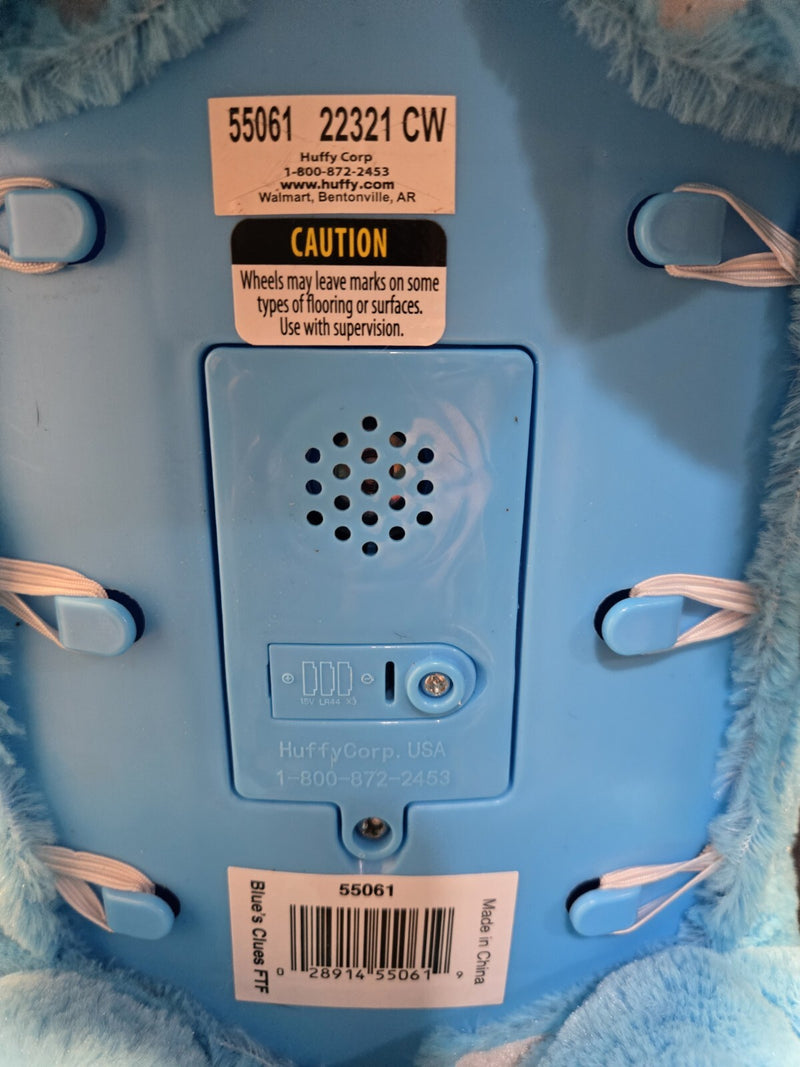 55061 22321 CW
Huffy Corp
1-800-872-2453
www.huffy.com
Walmart, Bentonville, AR
CAUTION
Wheels may leave marks on some
types of flooring or surfaces.
Use with supervision.
+ -
LR44 X3
HuffyCorp. USA
1-800-872-2453
55061
Blue's Clues FTF
Made in China
0 28914 55061 9